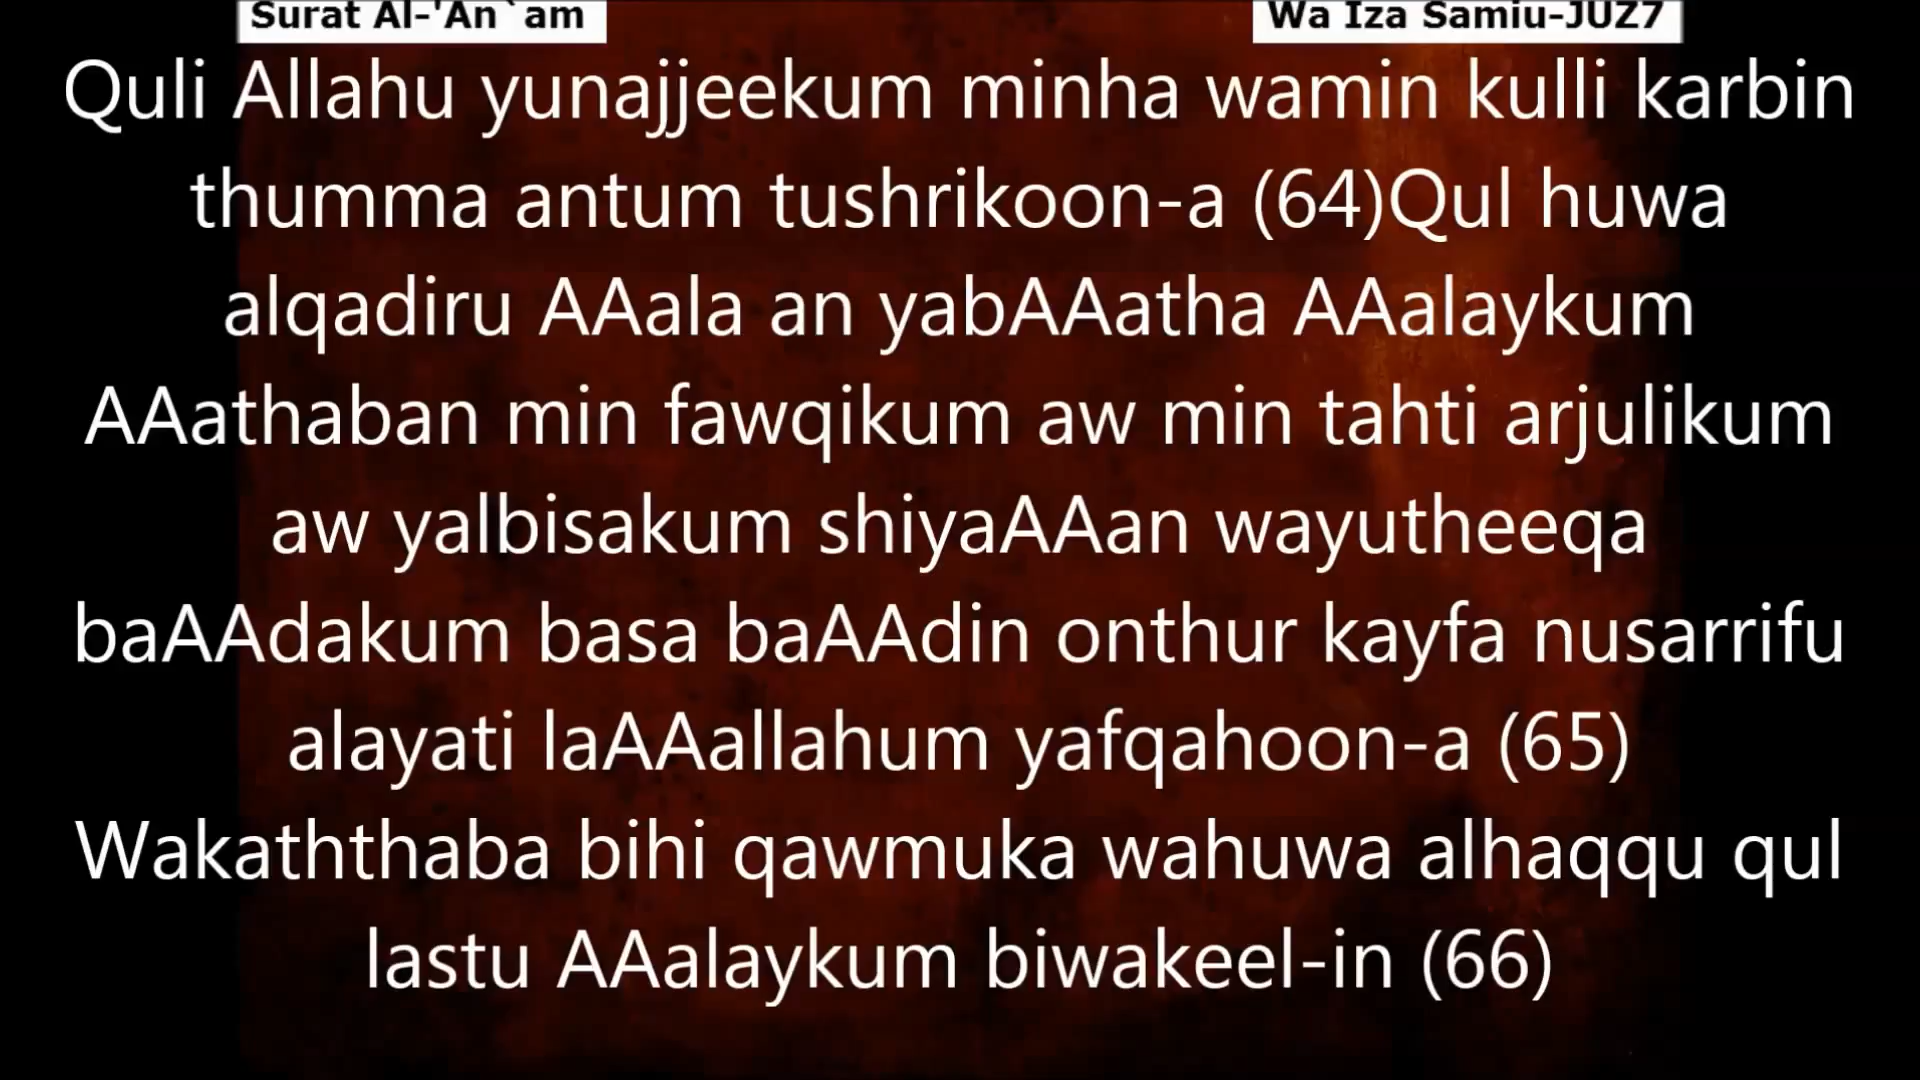 Surat Al-'An`am
Wa Iza Samiu-JUZ7
Quli Allahu yunajjeekum minha wamin kulli karbin
thumma antum tushrikoon-a (64)Qul huwa
alqadiru AAala an yabAAatha AAalaykum
AAathaban min fawqikum aw min tahti arjulikum
aw yalbisakum shiyaAAan wayutheeqa
baAAdakum basa baAAdin onthur kayfa nusarrifu
alayati laAAallahum yafqahoon-a (65)
Wakaththaba bihi qawmuka wahuwa alhaqqu qul
lastu AAalaykum biwakeel-in (66)